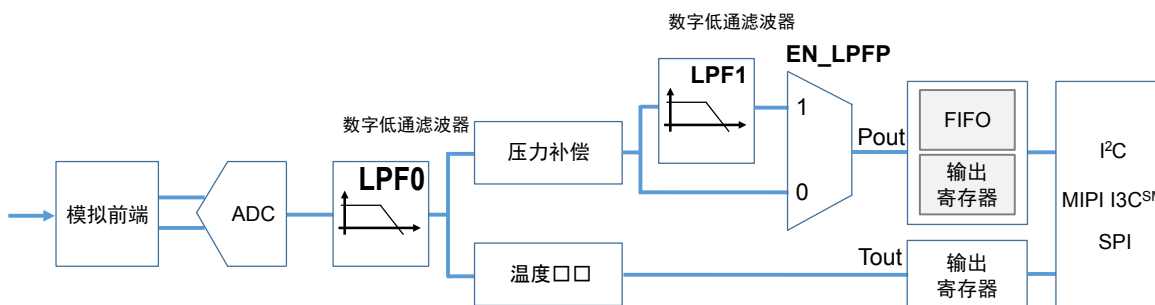 数字低通滤波器
EN_LPFP
LPF1
1
0
数字低通滤波器
LPF0
模拟前端
ADC
压力补偿
温度□□
Pout
Tout
FIFO
输出
寄存器
输出
寄存器
I²C
MIPI I3Cˢᴹ
SPI